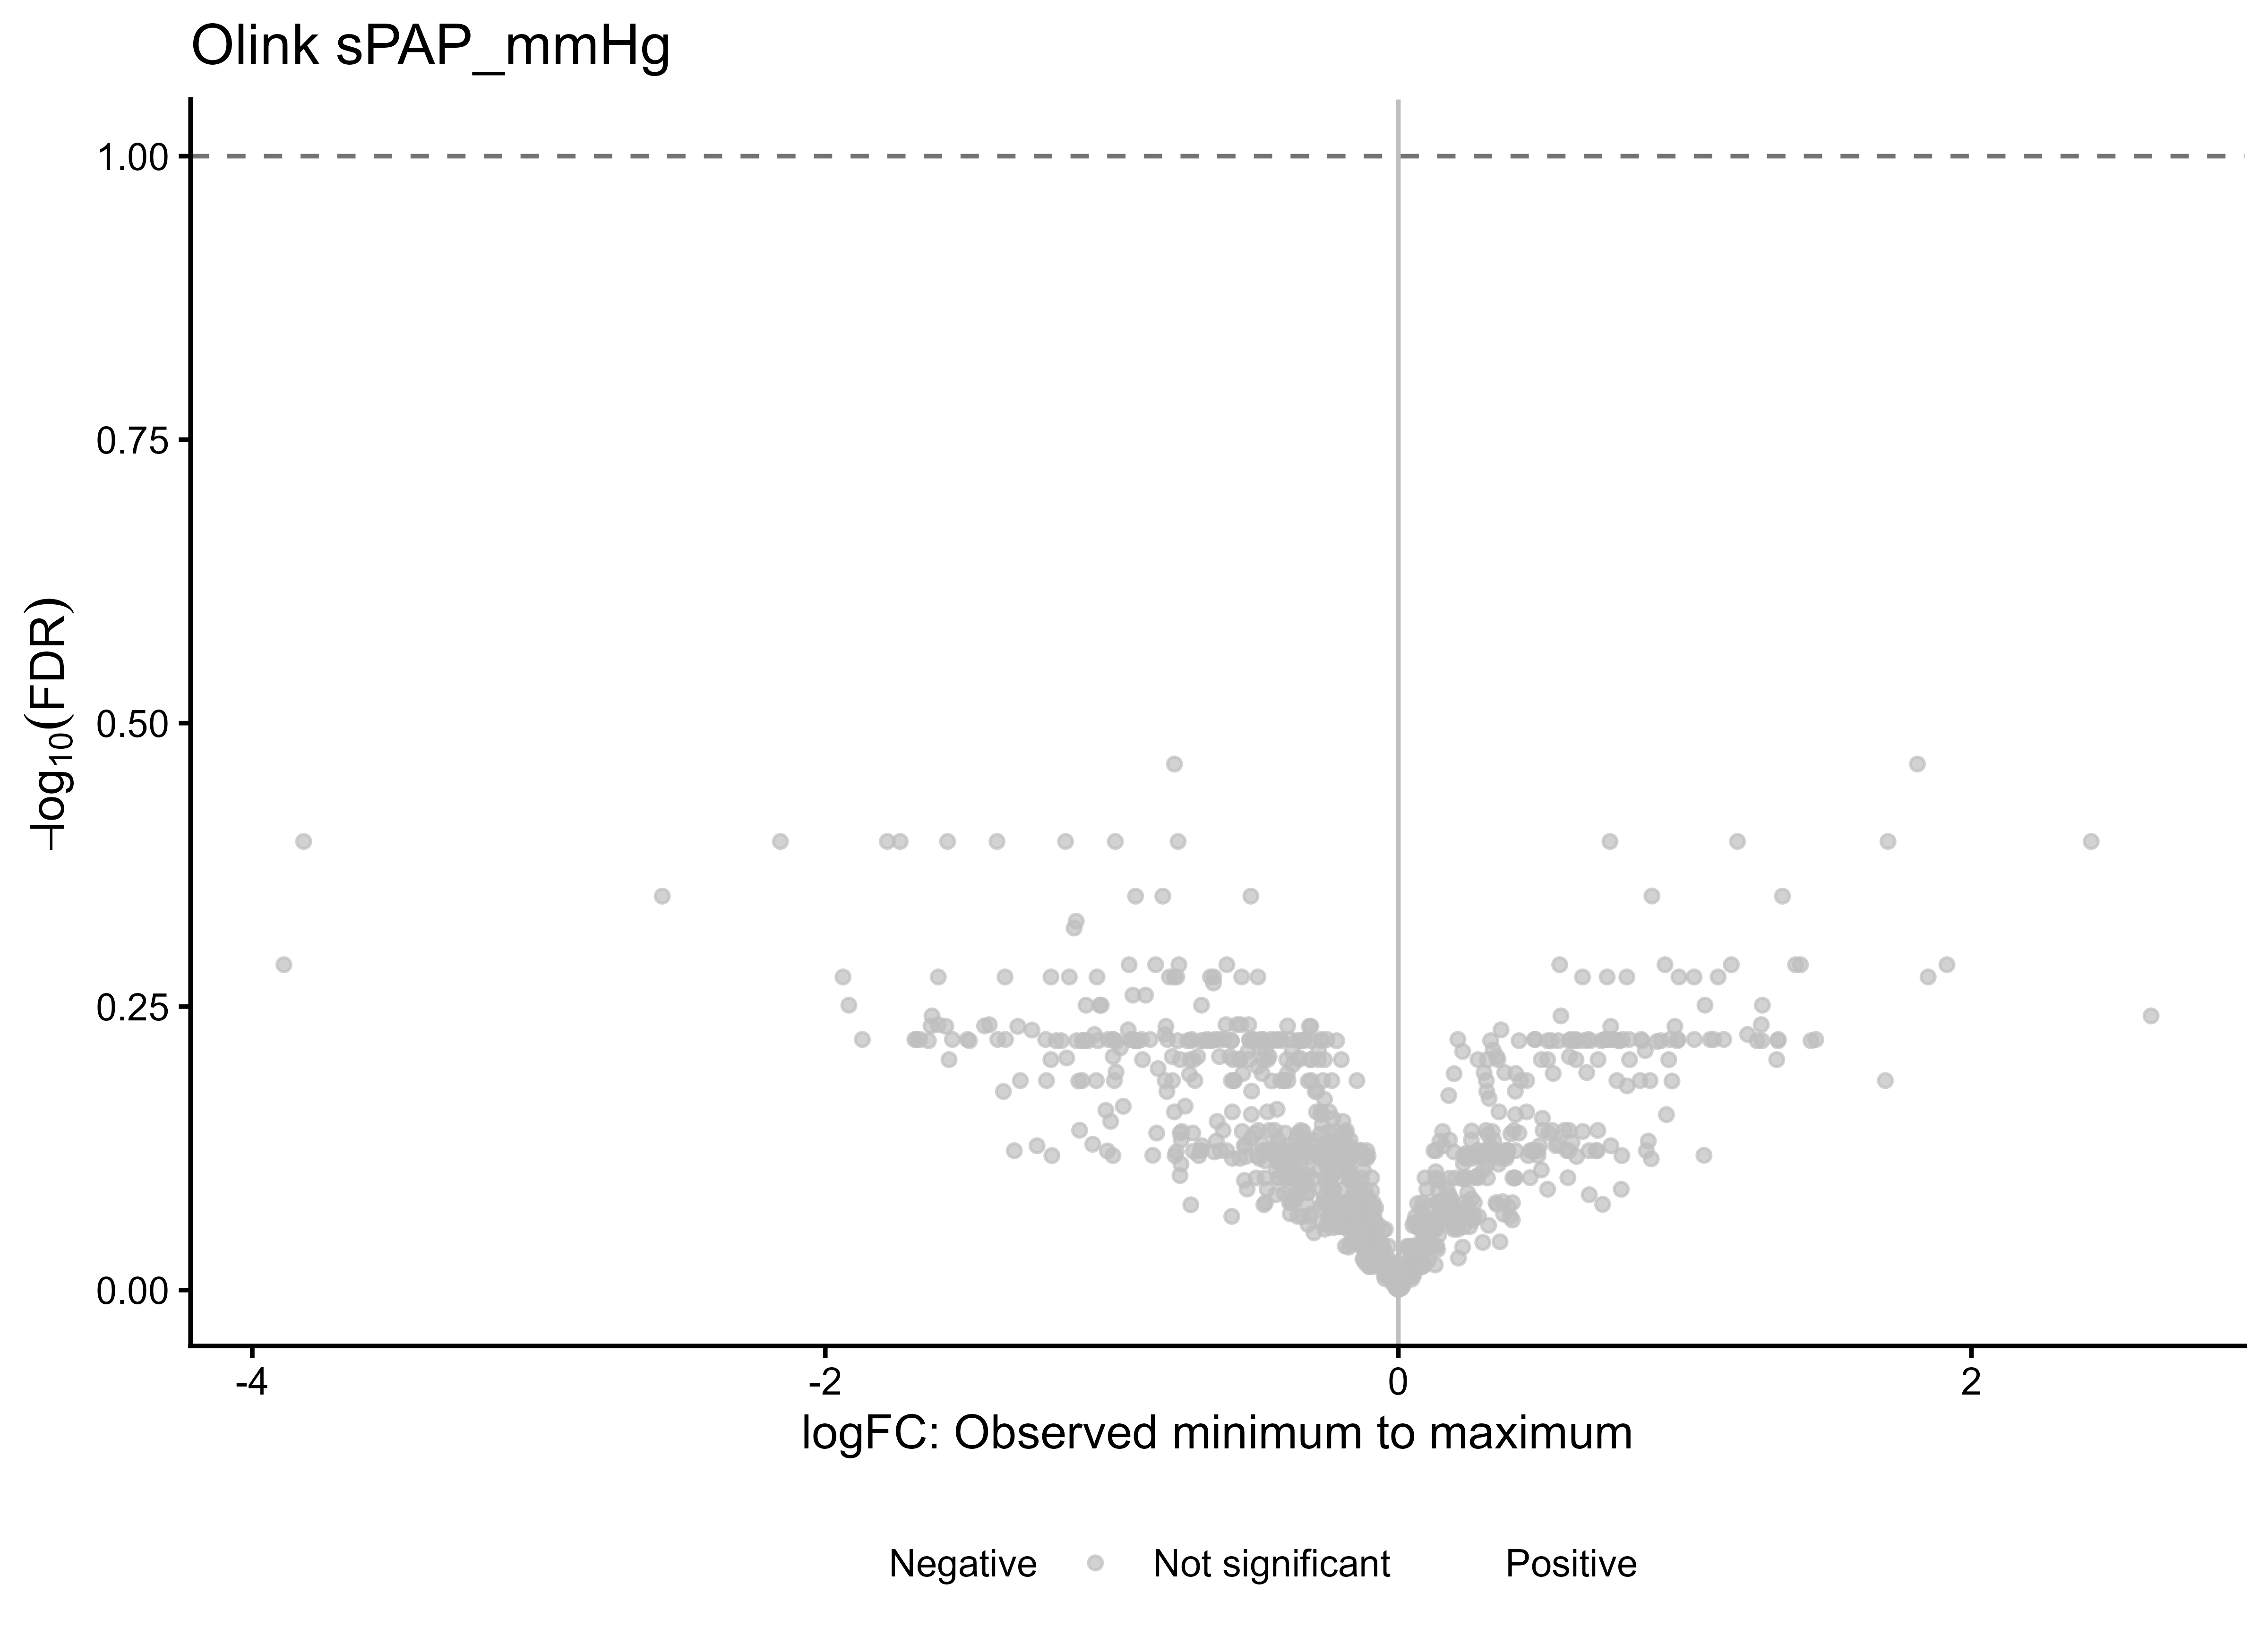 Olink sPAP_mmHg
1.00
0.75
0.50
0.25
0.00
–log10(FDR)
-4 -2 0 2
logFC: Observed minimum to maximum
Negative Not significant Positive